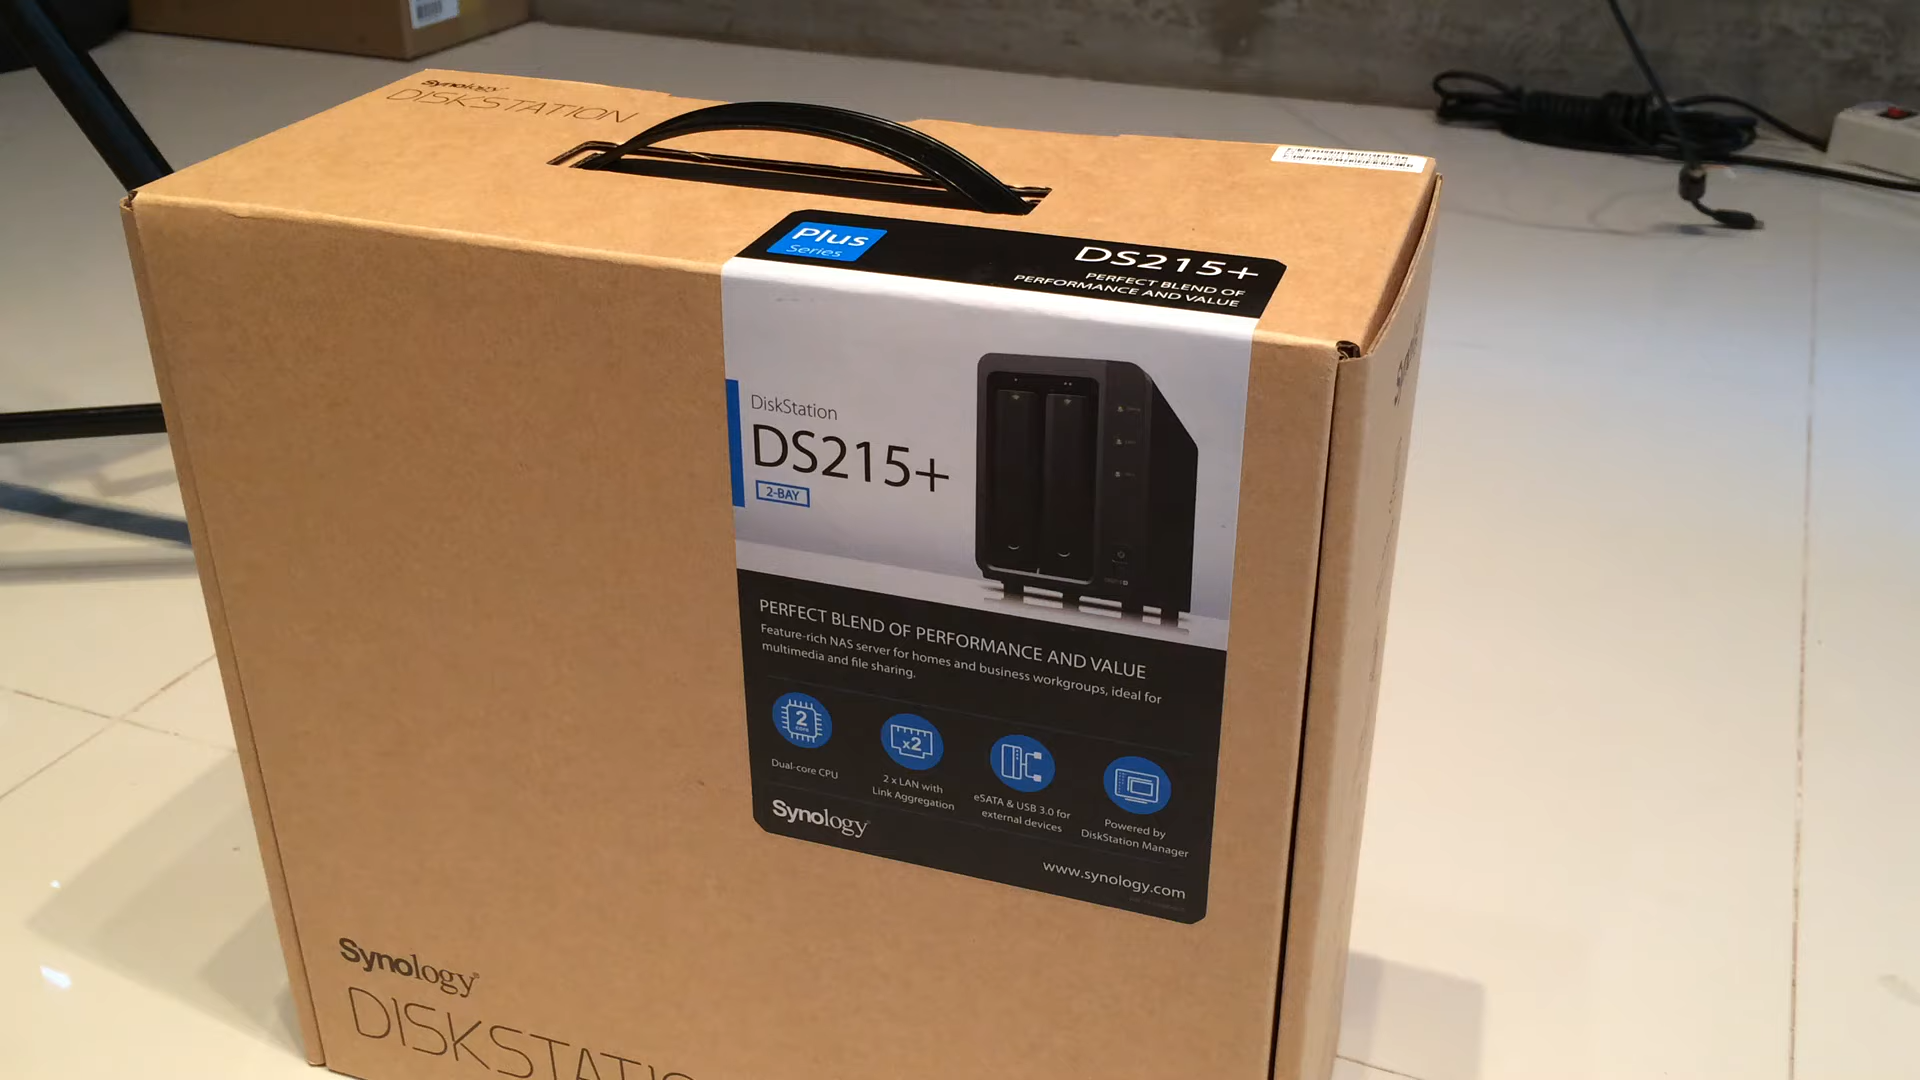 Synology
DISKSTATION
Plus
Series
DS215+
PERFECT BLEND OF
PERFORMANCE AND VALUE
DiskStation
DS215+
2-BAY
PERFECT BLEND OF PERFORMANCE AND VALUE
Feature-rich NAS server for homes and business workgroups, ideal for
multimedia and file sharing.
2
core
Dual-core CPU
x2
2 x LAN with
Link Aggregation
eSATA & USB 3.0 for
external devices
Powered by
DiskStation Manager
Synology
www.synology.com
Synology
DISKSTATI